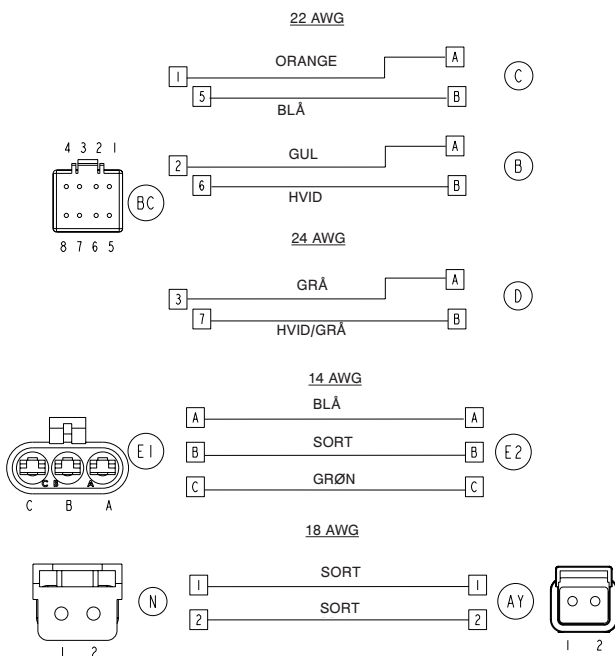 22 AWG
ORANGE
1 A
C
5 B
BLÅ
4 3 2 1
BC
8 7 6 5
GUL
2 A
B
6 B
HVID
24 AWG
GRÅ
3 A
D
7 B
HVID/GRÅ
14 AWG
BLÅ
A A
E1
SORT
B B
E2
GRØN
C C
C B A
C B A
18 AWG
SORT
1 1
N
AY
SORT
2 2
1 2
1 2